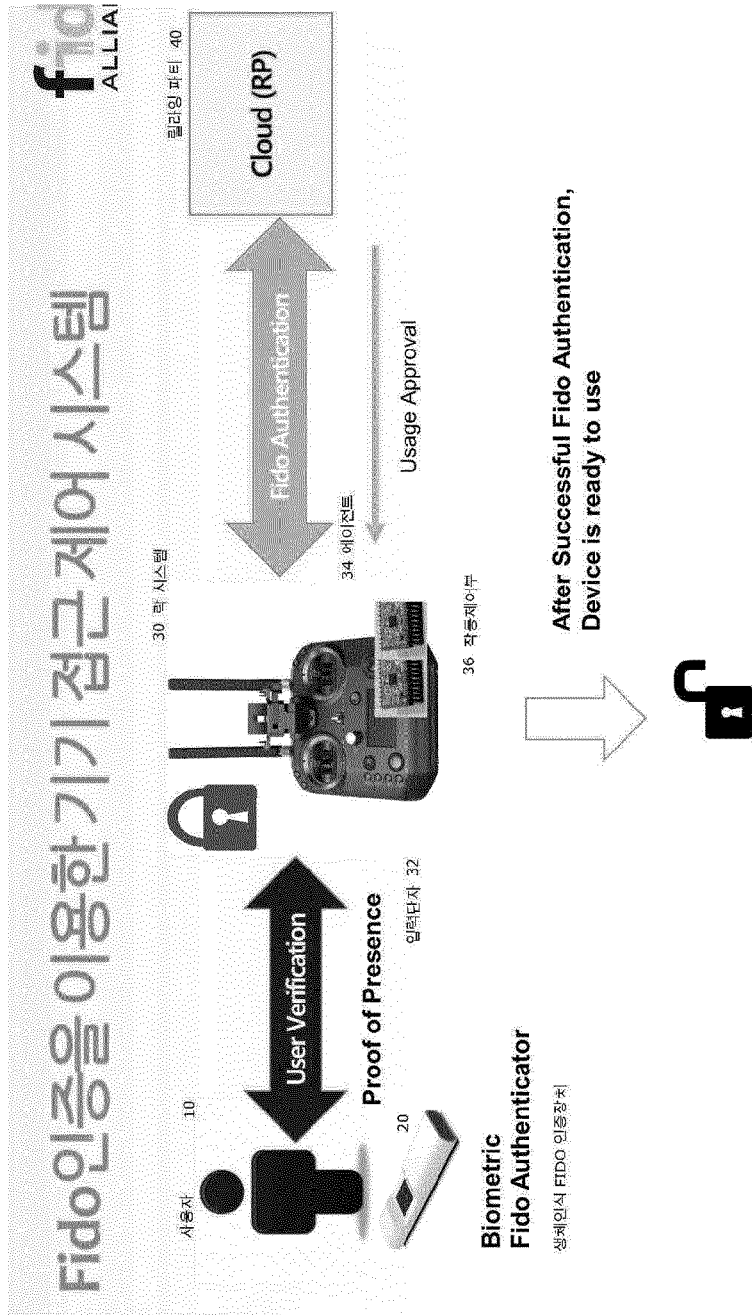 Fido인증을 이용한 기기 접근 제어 시스템
fid
ALLIA
사용자 10
User Verification
Proof of Presence
20
Biometric
Fido Authenticator
생체인식 FIDO 인증장치
입력단자 32
30 락 시스템
34 에이전트
36 작동제어부
Fido Authentication
Usage Approval
릴라잉 파티 40
Cloud (RP)
After Successful Fido Authentication,
Device is ready to use